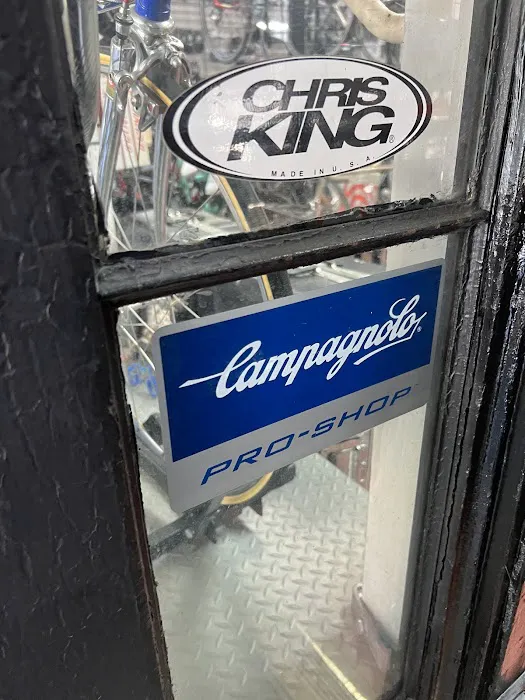 CHRIS
KING®
MADE IN U.S.A.
Campagnolo®
PRO-SHOP